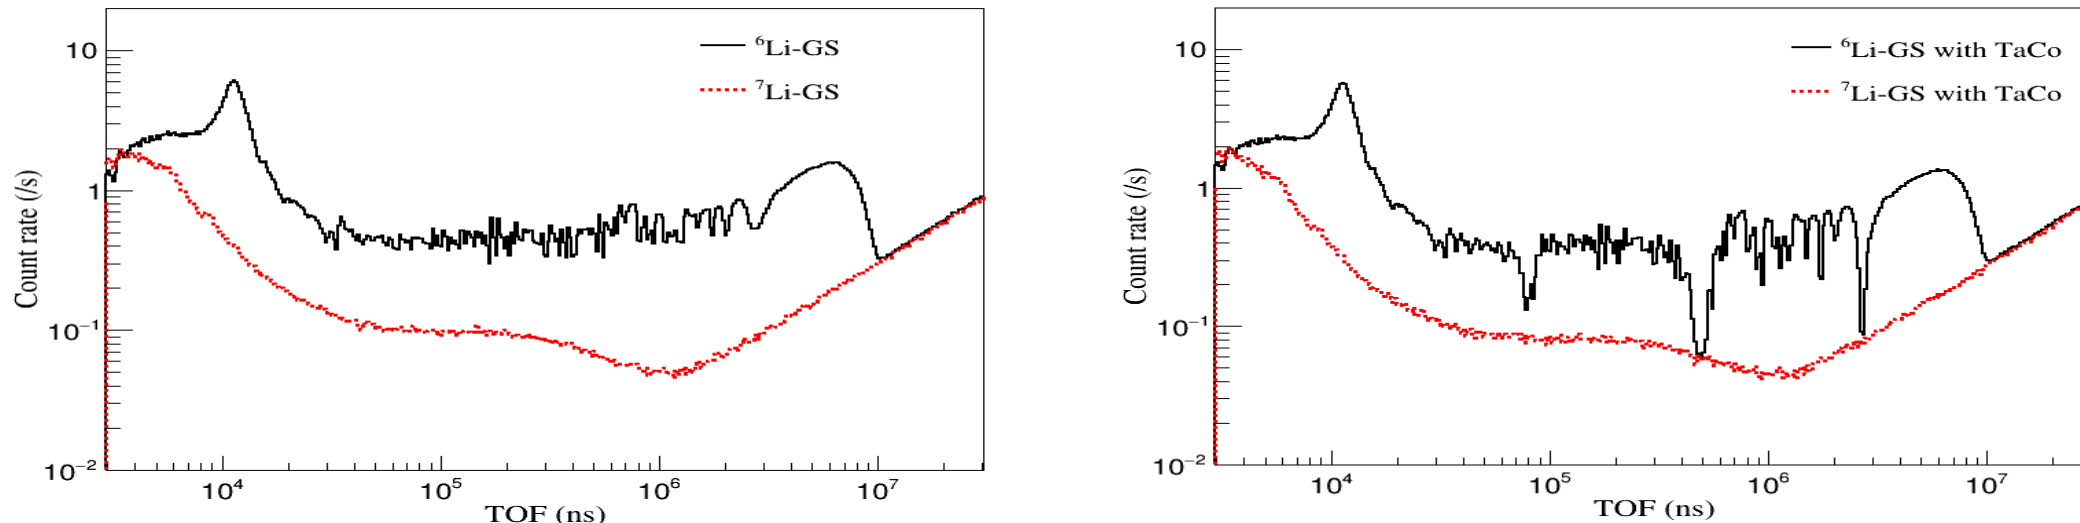 10
1
10⁻¹
10⁻²
Count rate (/s)
⁶Li-GS
⁷Li-GS
10⁴ 10⁵ 10⁶ 10⁷
TOF (ns)
10
1
10⁻¹
10⁻²
Count rate (/s)
⁶Li-GS with TaCo
⁷Li-GS with TaCo
10⁴ 10⁵ 10⁶ 10⁷
TOF (ns)